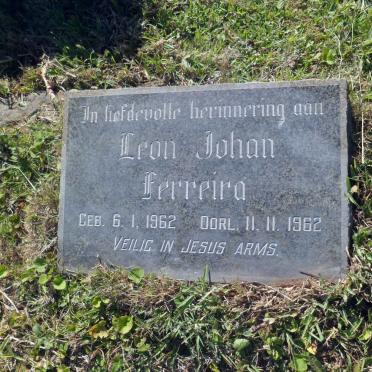 In liefdevolle herinnering aan
Leon Johan
Ferreira
GEB. 6. 1. 1962 OORL. 11. 11. 1962
VEILIG IN JESUS ARMS.